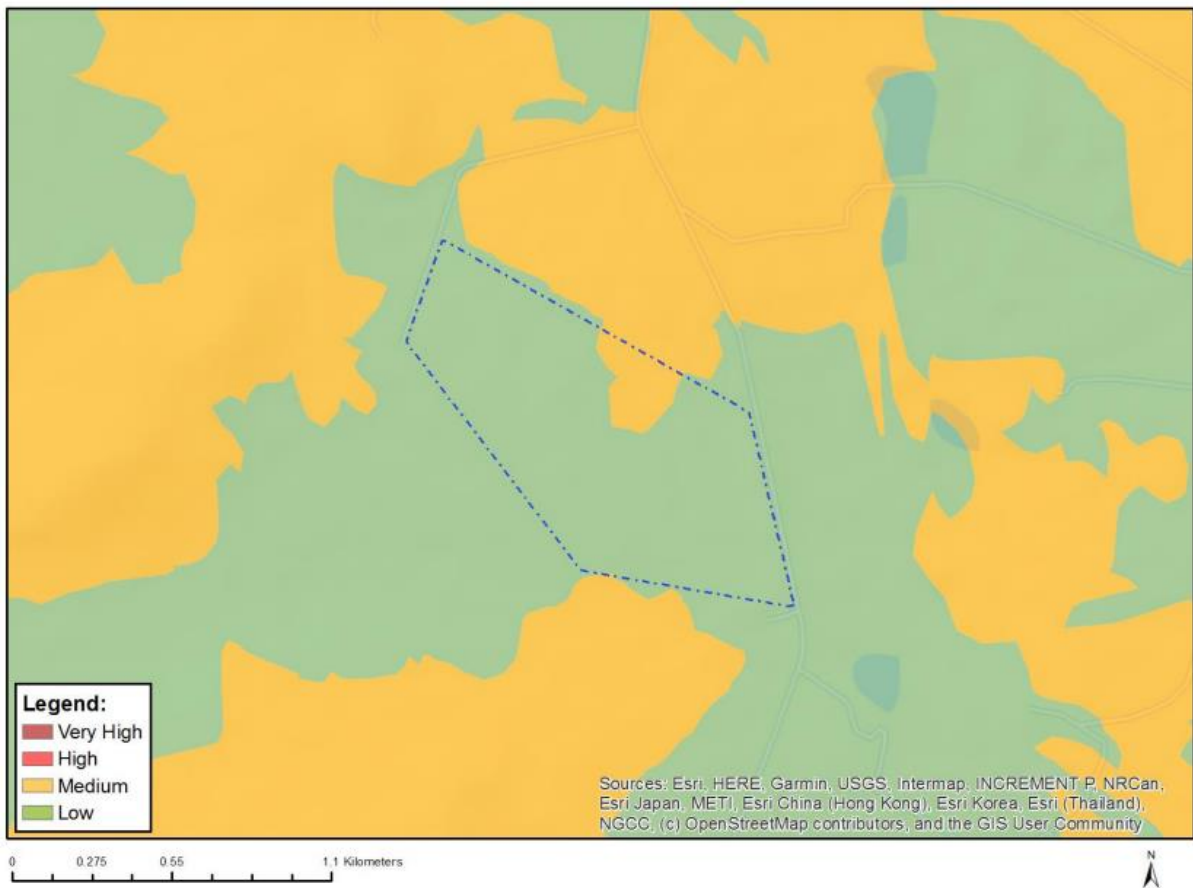 Legend:
Very High
High
Medium
Low
Sources: Esri, HERE, Garmin, USGS, Intermap, INCREMENT P, NRCan,
Esri Japan, METI, Esri China (Hong Kong), Esri Korea, Esri (Thailand),
NGCC, (c) OpenStreetMap contributors, and the GIS User Community
0 0.275 0.55 1.1 Kilometers
N